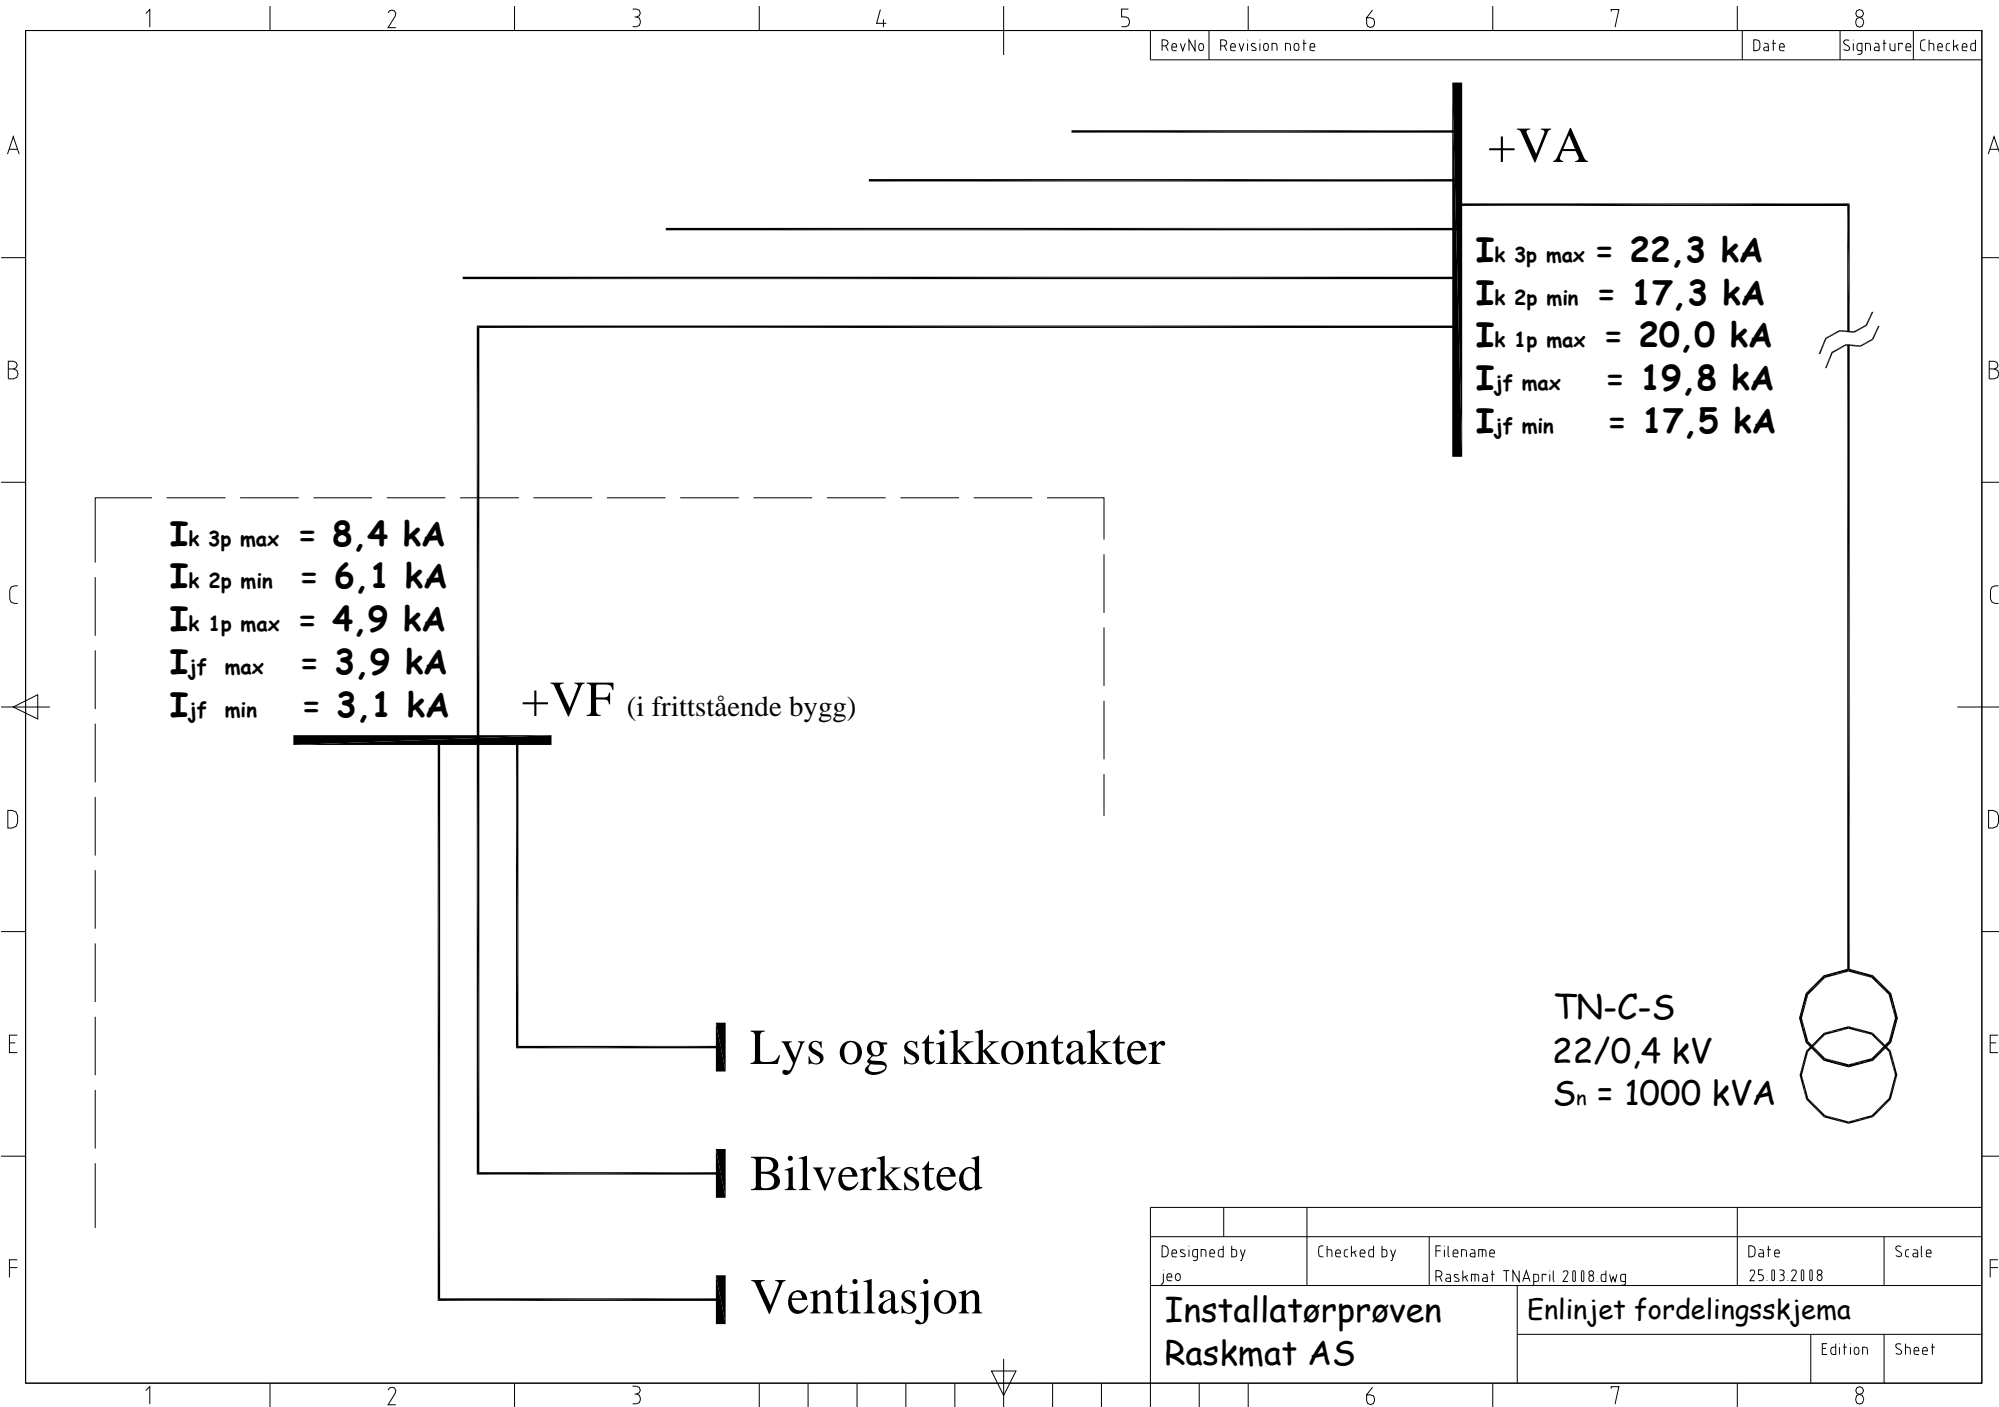 1 2 3 4 5 6 7 8
RevNo Revision note Date Signature Checked
A A
+VA
Ik 3p max = 22,3 kA
Ik 2p min = 17,3 kA
Ik 1p max = 20,0 kA
Ijf max = 19,8 kA
Ijf min = 17,5 kA
B B
Ik 3p max = 8,4 kA
Ik 2p min = 6,1 kA
Ik 1p max = 4,9 kA
Ijf max = 3,9 kA
Ijf min = 3,1 kA
C C
+VF (i frittstående bygg)
D D
TN-C-S
22/0,4 kV
Sn = 1000 kVA
E E
Lys og stikkontakter
Bilverksted
Ventilasjon
F F
Designed by Checked by Filename Date Scale
jeo Raskmat TNApril 2008.dwg 25.03.2008
Installatørprøven
Raskmat AS
Enlinjet fordelingsskjema
Edition Sheet
1 2 3 6 7 8